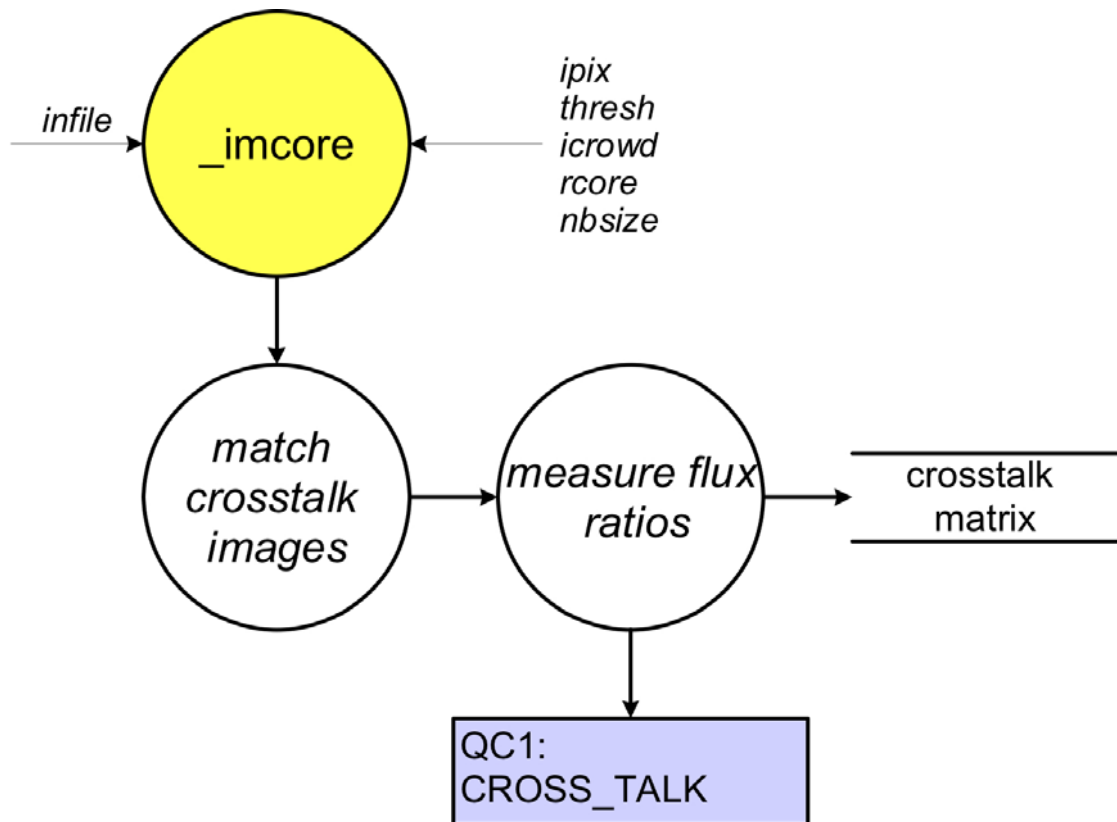 infile
_imcore
ipix
thresh
icrowd
rcore
nbsize
match
crosstalk
images
measure flux
ratios
crosstalk
matrix
QC1:
CROSS_TALK